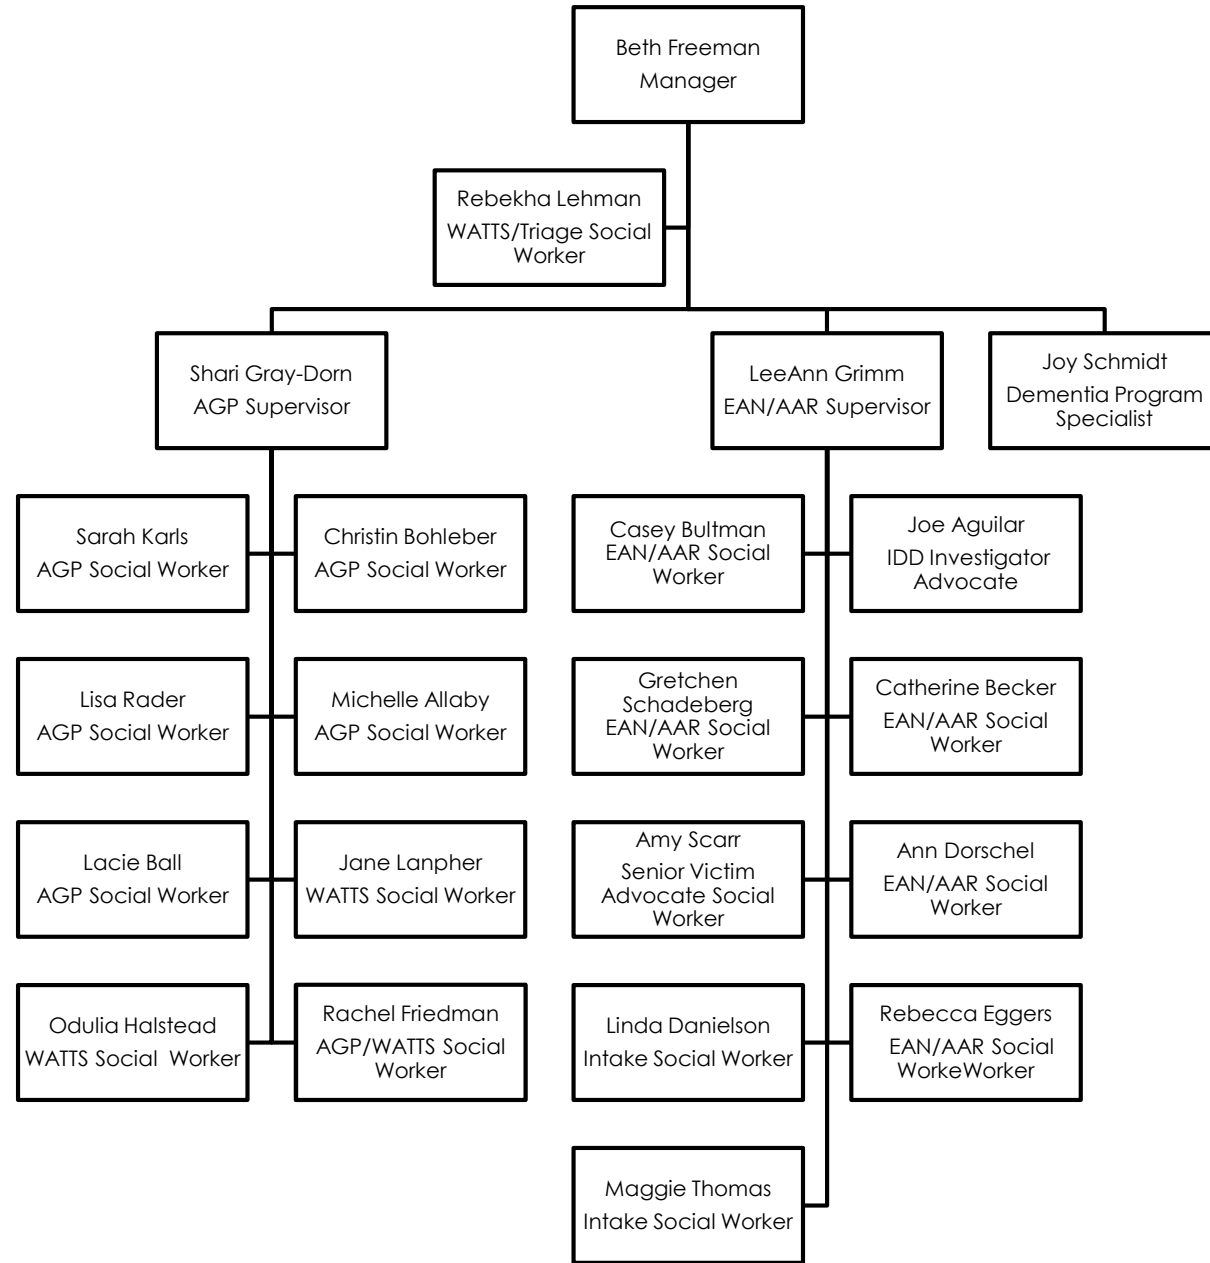 Beth Freeman
Manager
Rebekha Lehman
WATTS/Triage Social
Worker
Shari Gray-Dorn
AGP Supervisor
LeeAnn Grimm
EAN/AAR Supervisor
Joy Schmidt
Dementia Program
Specialist
Sarah Karls
AGP Social Worker
Christin Bohleber
AGP Social Worker
Casey Bultman
EAN/AAR Social
Worker
Joe Aguilar
IDD Investigator
Advocate
Lisa Rader
AGP Social Worker
Michelle Allaby
AGP Social Worker
Gretchen
Schadeberg
EAN/AAR Social
Worker
Catherine Becker
EAN/AAR Social
Worker
Lacie Ball
AGP Social Worker
Jane Lanpher
WATTS Social Worker
Amy Scarr
Senior Victim
Advocate Social
Worker
Ann Dorschel
EAN/AAR Social
Worker
Odulia Halstead
WATTS Social  Worker
Rachel Friedman
AGP/WATTS Social
Worker
Linda Danielson
Intake Social Worker
Rebecca Eggers
EAN/AAR Social
WorkeWorker
Maggie Thomas
Intake Social Worker